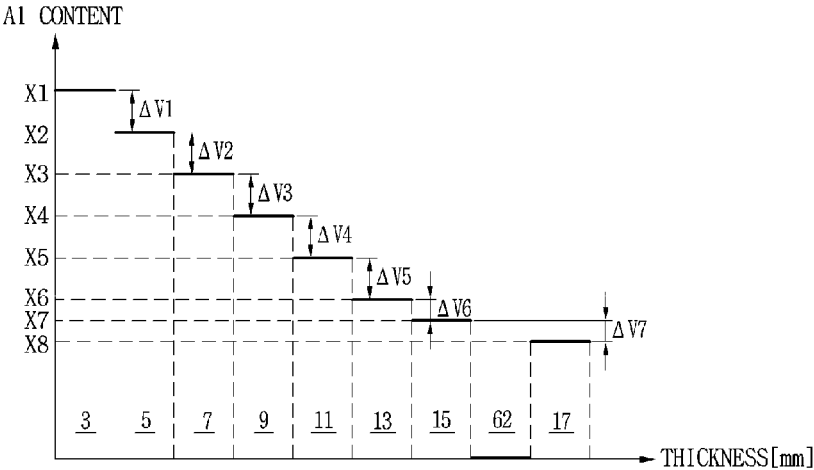 Al CONTENT
X1
ΔV1
X2
ΔV2
X3
ΔV3
X4
ΔV4
X5
ΔV5
X6
ΔV6
X7
ΔV7
X8
3 5 7 9 11 13 15 62 17
THICKNESS[mm]